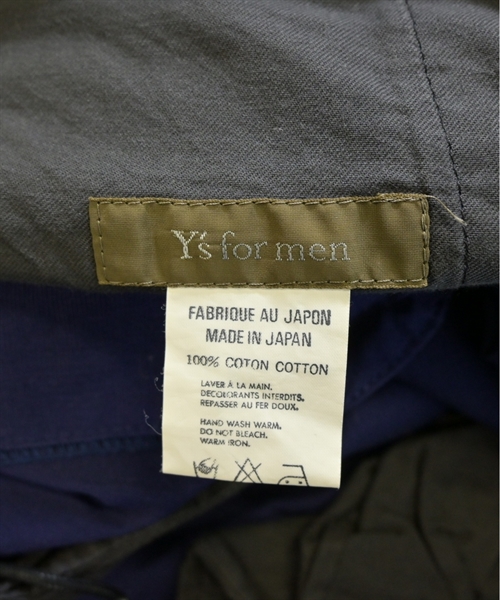 Y's for men
FABRIQUE AU JAPON
MADE IN JAPAN
100% COTON COTTON
LAVER À LA MAIN.
DECOLORANTS INTERDITS.
REPASSER AU FER DOUX.
HAND WASH WARM.
DO NOT BLEACH.
WARM IRON.